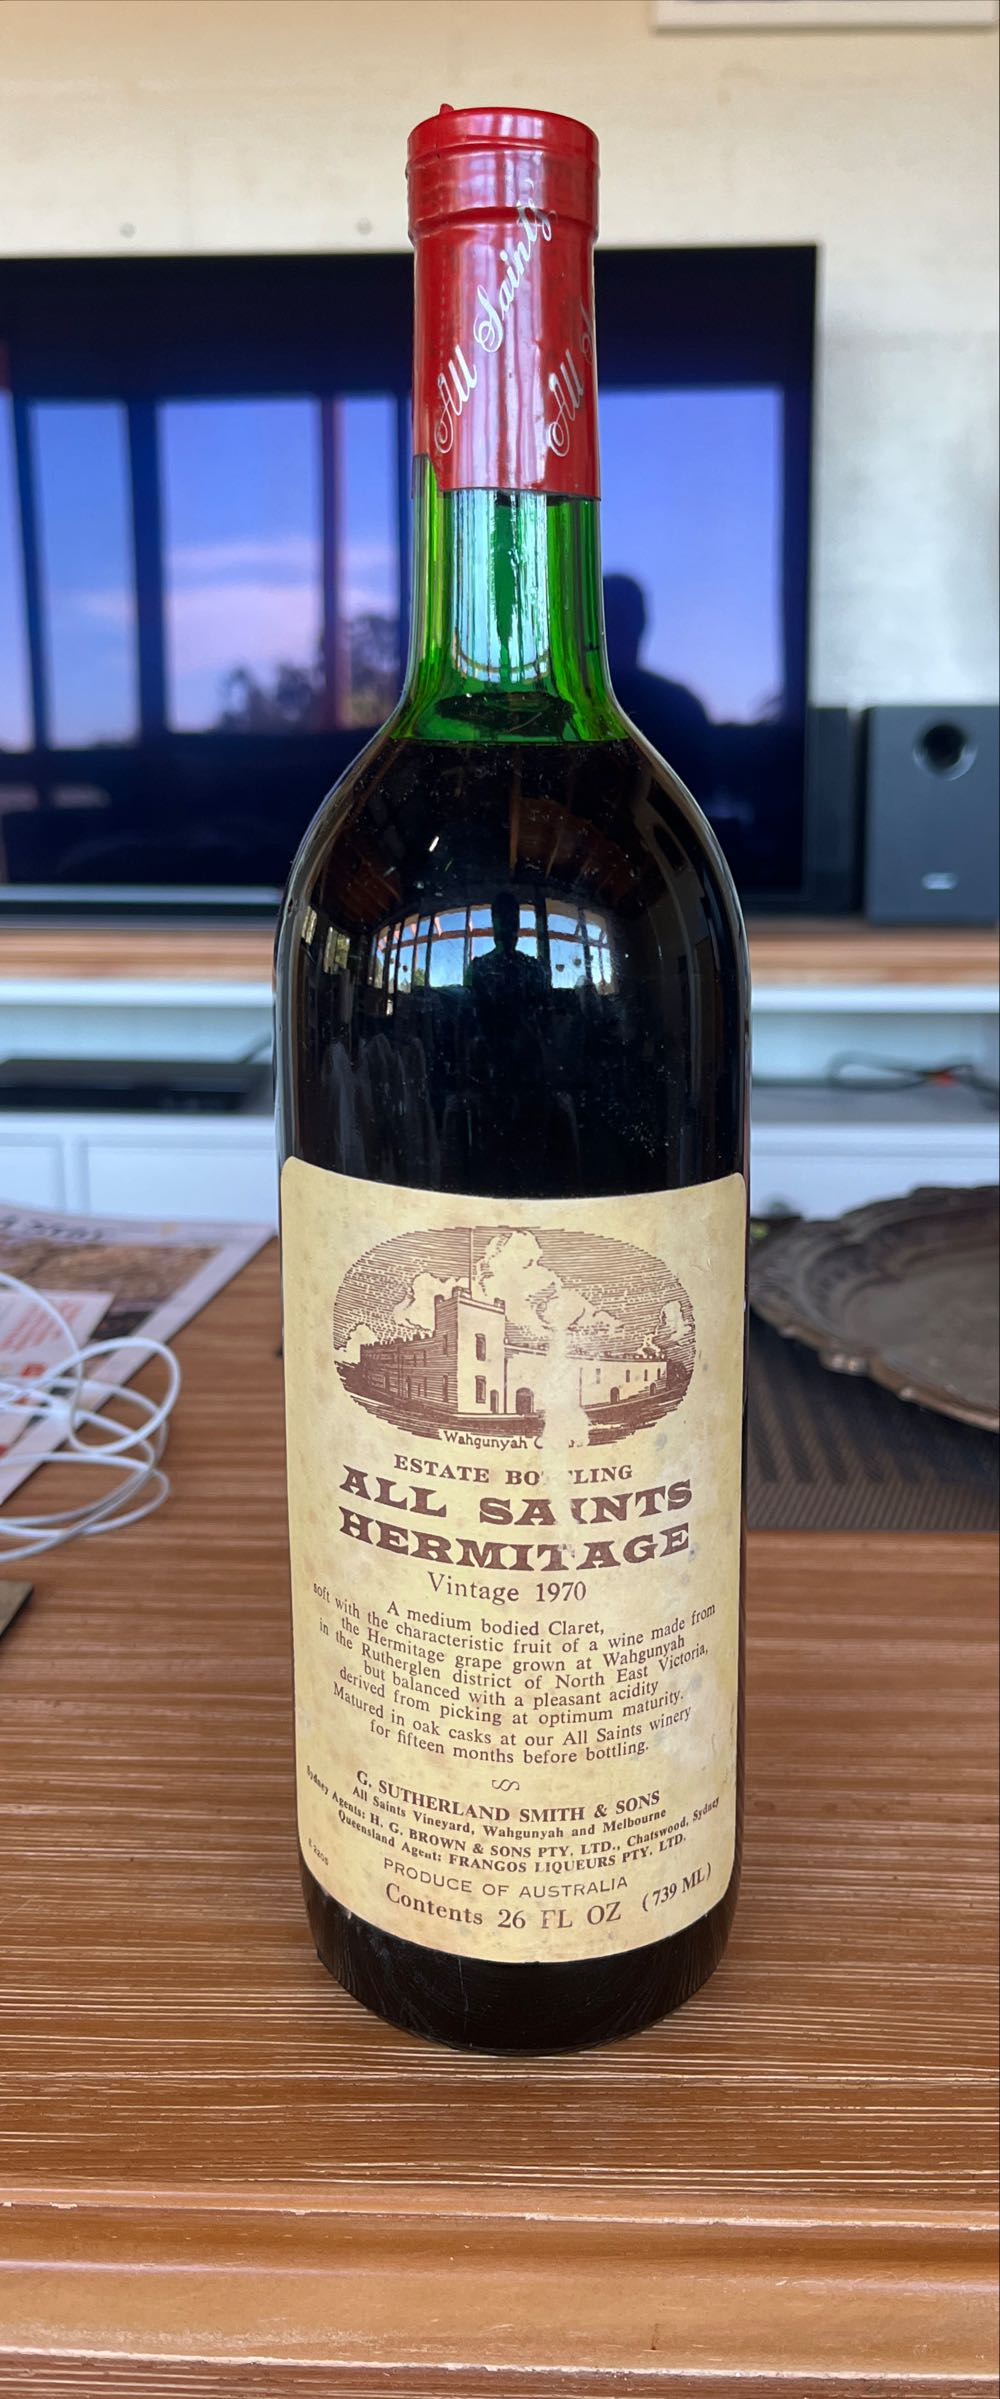 All Saints
All S
Wahgunyah C
ESTATE BO TLING
ALL SAINTS
HERMITAGE
Vintage 1970
A medium bodied Claret,
soft with the characteristic fruit of a wine made from
the Hermitage grape grown at Wahgunyah
in the Rutherglen district of North East Victoria,
but balanced with a pleasant acidity
derived from picking at optimum maturity.
Matured in oak casks at our All Saints winery
for fifteen months before bottling.
G. SUTHERLAND SMITH & SONS
All Saints Vineyard, Wahgunyah and Melbourne
Sydney Agents: H. G. BROWN & SONS PTY. LTD., Chatswood, Sydney
Queensland Agent: FRANGOS LIQUEURS PTY. LTD.
PRODUCE OF AUSTRALIA
Contents 26 FL OZ (739 ML)